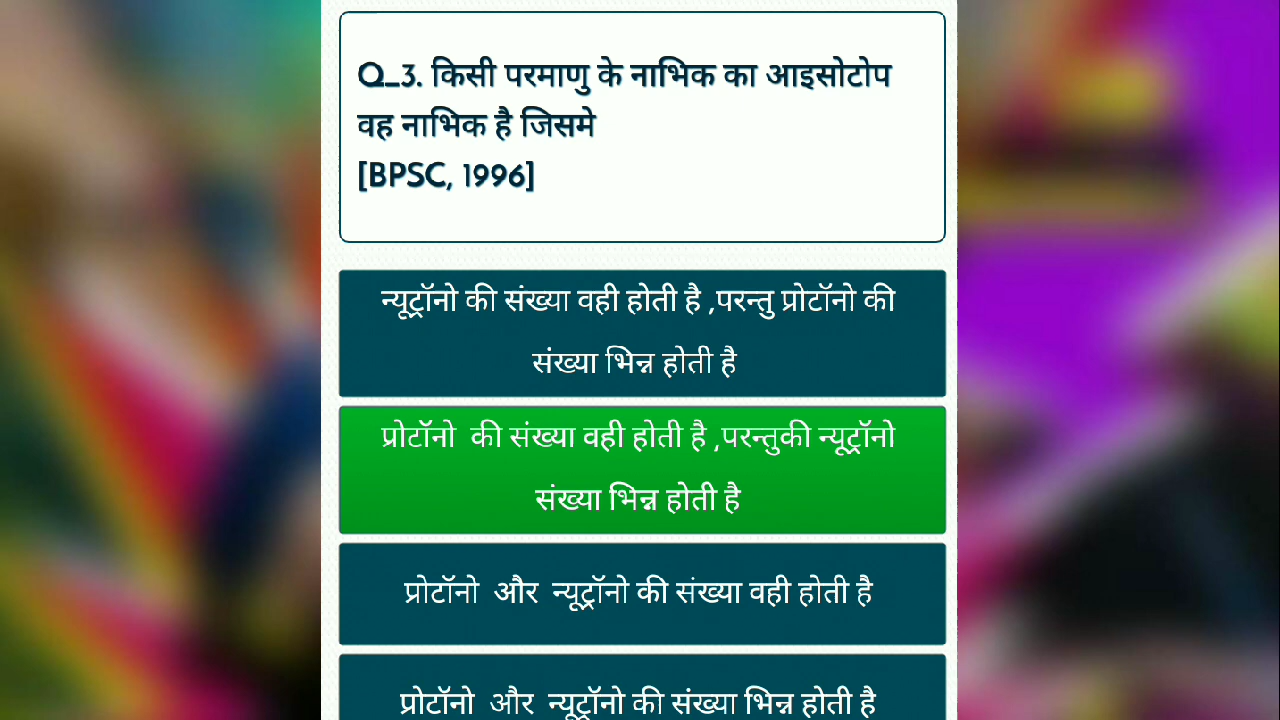 Q_3. किसी परमाणु के नाभिक का आइसोटोप
वह नाभिक है जिसमे
[BPSC, 1996]
न्यूट्रॉनो की संख्या वही होती है ,परन्तु प्रोटॉनो की
संख्या भिन्न होती है
प्रोटॉनो की संख्या वही होती है ,परन्तुकी न्यूट्रॉनो
संख्या भिन्न होती है
प्रोटॉनो और न्यूट्रॉनो की संख्या वही होती है
प्रोटॉनो और न्यूट्रॉनो की संख्या भिन्न होती है